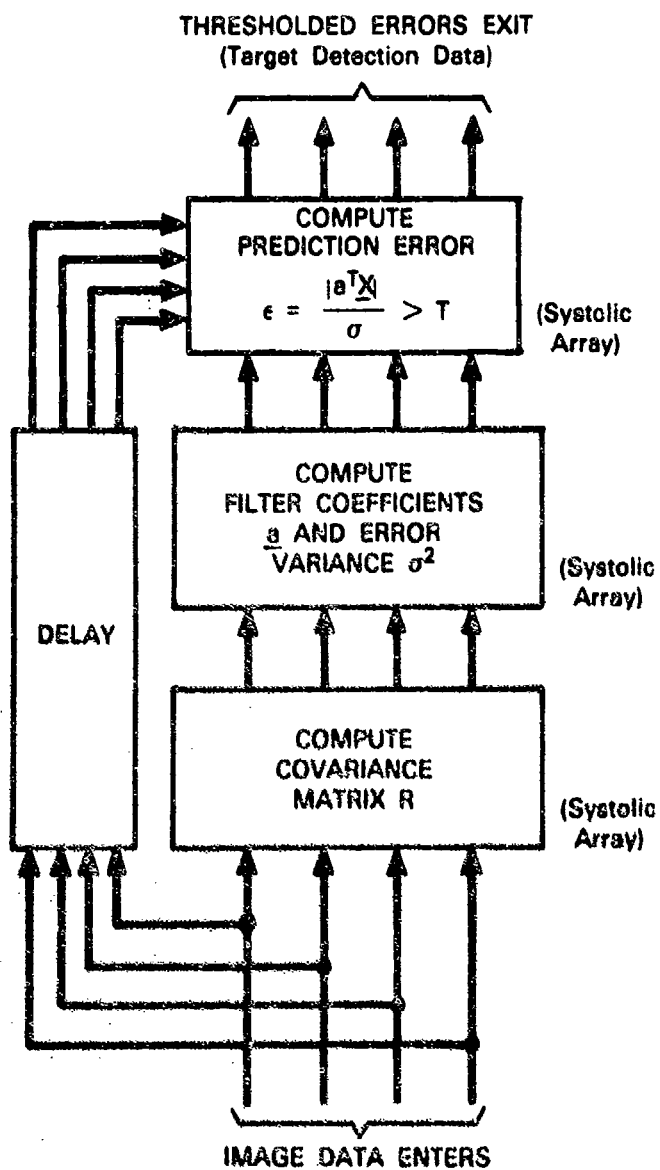 THRESHOLDED ERRORS EXIT
(Target Detection Data)
COMPUTE
PREDICTION ERROR
ϵ = |aᵀX̲| / σ > T
(Systolic
Array)
COMPUTE
FILTER COEFFICIENTS
a̲ AND ERROR
VARIANCE σ²
(Systolic
Array)
DELAY
COMPUTE
COVARIANCE
MATRIX R
(Systolic
Array)
IMAGE DATA ENTERS